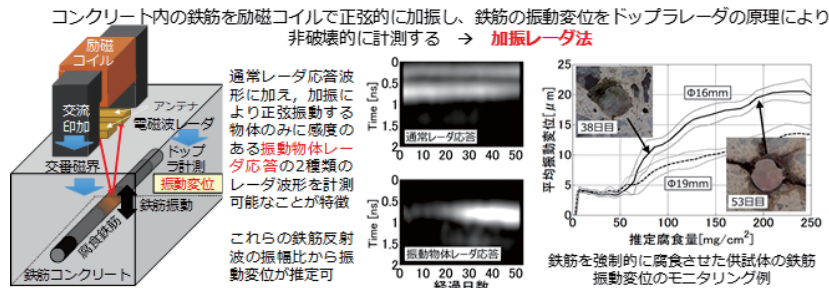 コンクリート内の鉄筋を励磁コイルで正弦的に加振し、鉄筋の振動変位をドップラレーダの原理により
非破壊的に計測する → 加振レーダ法
励磁
コイル
交流
印加
アンテナ
電磁波レーダ
ドップ
ラ計測
交番磁界
振動変位
鉄筋振動
腐食鉄筋
鉄筋コンクリート
通常レーダ応答波
形に加え，加振に
より正弦振動する
物体のみに感度の
ある振動物体レー
ダ応答の2種類の
レーダ波形を計測
可能なことが特徴
これらの鉄筋反射
波の振幅比から振
動変位が推定可
Time [ns]
0
1
2
通常レーダ応答
0 10 20 30 40 50
Time [ns]
0
1
2
振動物体レーダ応答
0 10 20 30 40 50
経過日数
平均振動変位[μm]
25
20
15
10
5
0
Φ16mm
38日目
53日目
Φ19mm
0 50 100 150 200 250
推定腐食量[mg/cm²]
鉄筋を強制的に腐食させた供試体の鉄筋
振動変位のモニタリング例